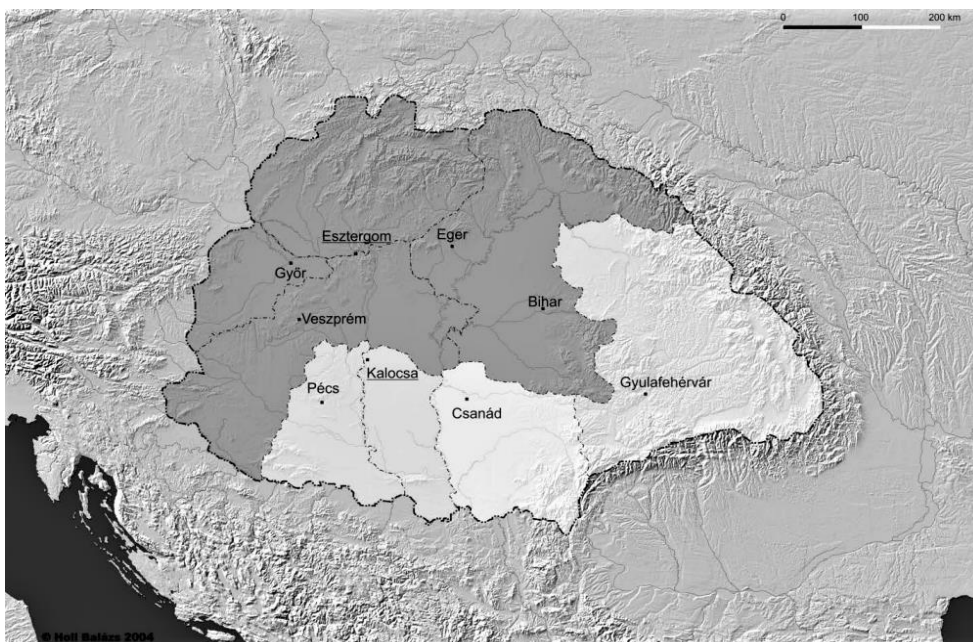 0 100 200 km
Esztergom
Eger
Győr
Bihar
Veszprém
Kalocsa
Gyulafehérvár
Pécs
Csanád
© Holl Balázs 2004